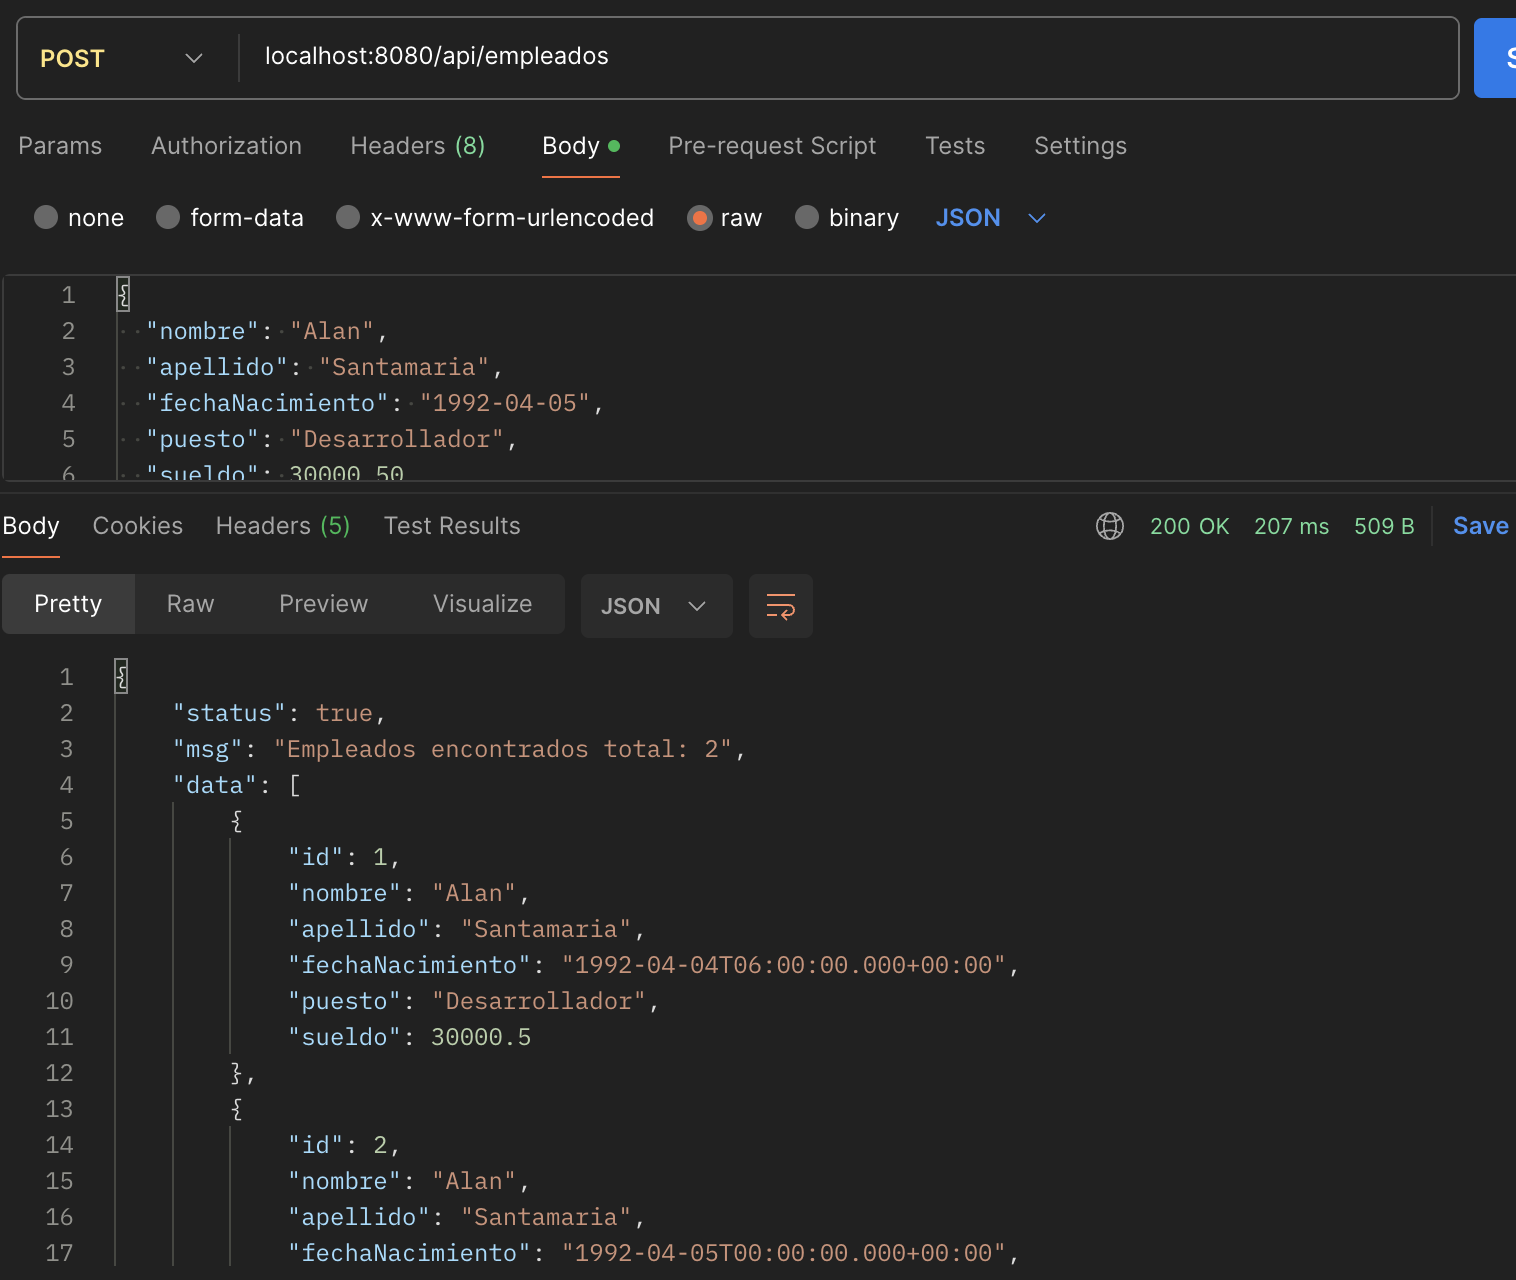 POST localhost:8080/api/empleados S
Params Authorization Headers (8) Body Pre-request Script Tests Settings
none form-data x-www-form-urlencoded raw binary JSON
1 {
2 "nombre": "Alan",
3 "apellido": "Santamaria",
4 "fechaNacimiento": "1992-04-05",
5 "puesto": "Desarrollador",
6 "sueldo": 30000.50
Body Cookies Headers (5) Test Results 200 OK 207 ms 509 B Save
Pretty Raw Preview Visualize JSON
1 {
2 "status": true,
3 "msg": "Empleados encontrados total: 2",
4 "data": [
5 {
6 "id": 1,
7 "nombre": "Alan",
8 "apellido": "Santamaria",
9 "fechaNacimiento": "1992-04-04T06:00:00.000+00:00",
10 "puesto": "Desarrollador",
11 "sueldo": 30000.5
12 },
13 {
14 "id": 2,
15 "nombre": "Alan",
16 "apellido": "Santamaria",
17 "fechaNacimiento": "1992-04-05T00:00:00.000+00:00",